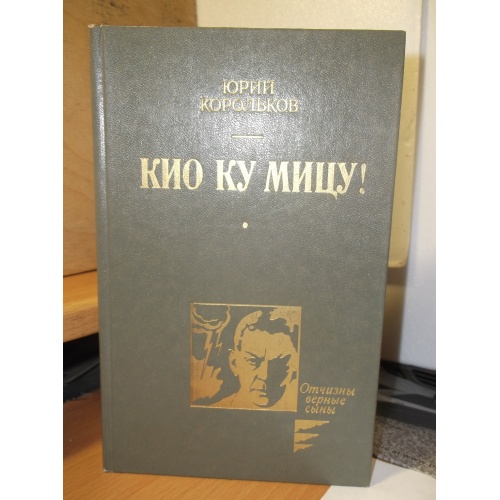 ЮРИЙ
КОРОЛЬКОВ
КИО КУ МИЦУ!
Отчизны
верные
сыны